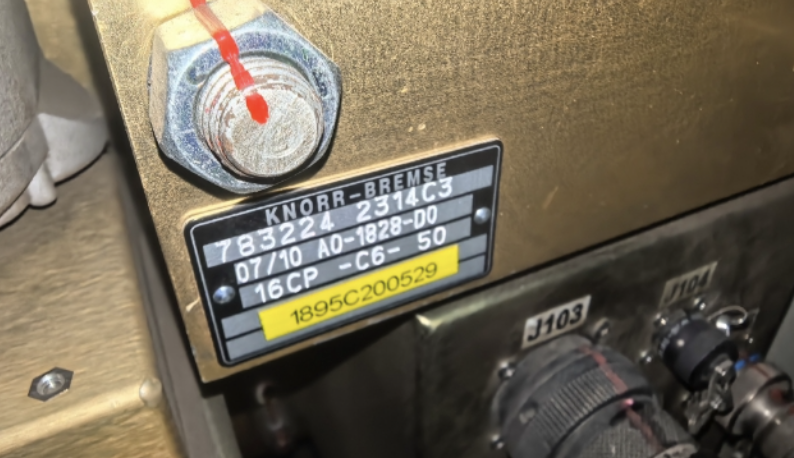 KNORR-BREMSE
783224 2314C3
07/10 A0-1828-D0
16CP -C6- 50
1895C200529
J103
J104